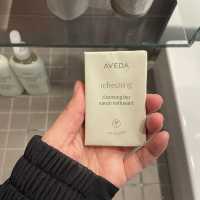 AVEDA
refreshing
cleansing bar
savon nettoyant